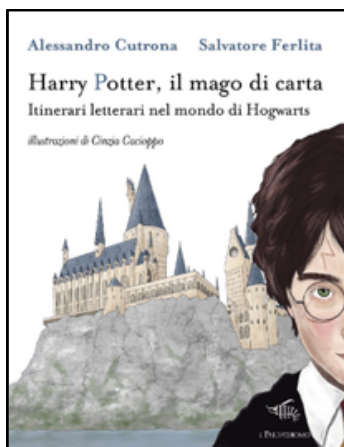 Alessandro Cutrona Salvatore Ferlita
Harry Potter, il mago di carta
Itinerari letterari nel mondo di Hogwarts
illustrazioni di Cinzia Cucioppo